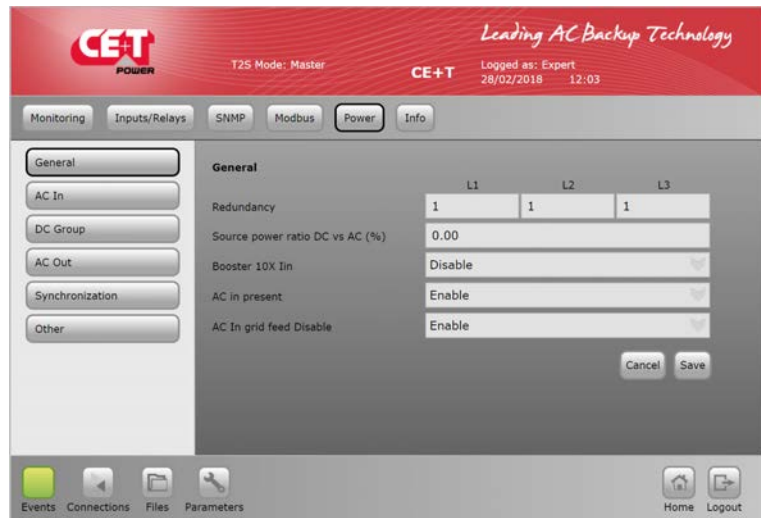 CE+T
POWER
Leading AC Backup Technology
T2S Mode: Master
CE+T
Logged as: Expert
28/02/2018 12:03
Monitoring Inputs/Relays SNMP Modbus Power Info
General
AC In
DC Group
AC Out
Synchronization
Other
General
L1 L2 L3
Redundancy 1 1 1
Source power ratio DC vs AC (%) 0.00
Booster 10X Iin Disable
AC in present Enable
AC In grid feed Disable Enable
Cancel Save
Events Connections Files Parameters Home Logout